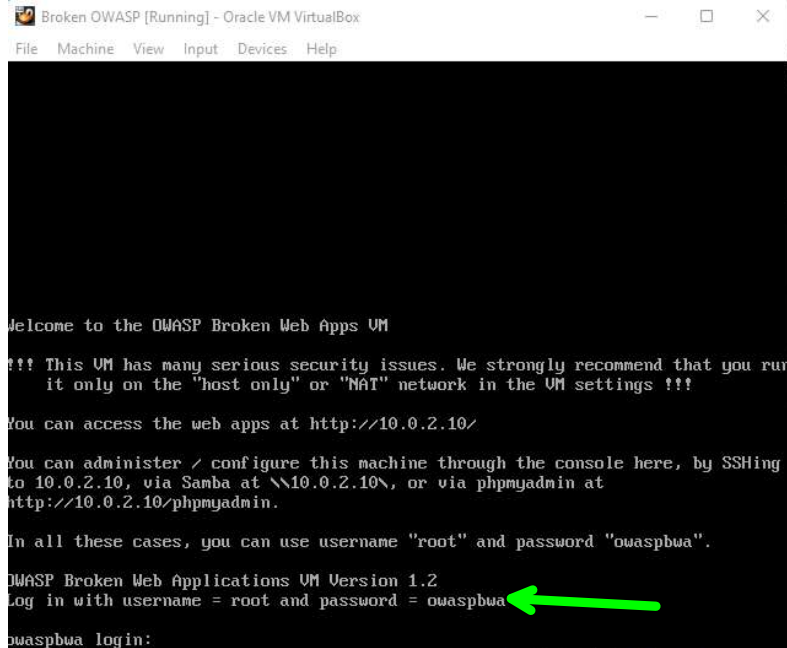 Broken OWASP [Running] - Oracle VM VirtualBox
File Machine View Input Devices Help
Welcome to the OWASP Broken Web Apps VM
!!! This VM has many serious security issues. We strongly recommend that you run
it only on the "host only" or "NAT" network in the VM settings !!!
You can access the web apps at http://10.0.2.10/
You can administer / configure this machine through the console here, by SSHing
to 10.0.2.10, via Samba at \\10.0.2.10\, or via phpmyadmin at
http://10.0.2.10/phpmyadmin.
In all these cases, you can use username "root" and password "owaspbwa".
OWASP Broken Web Applications VM Version 1.2
Log in with username = root and password = owaspbwa
owaspbwa login: